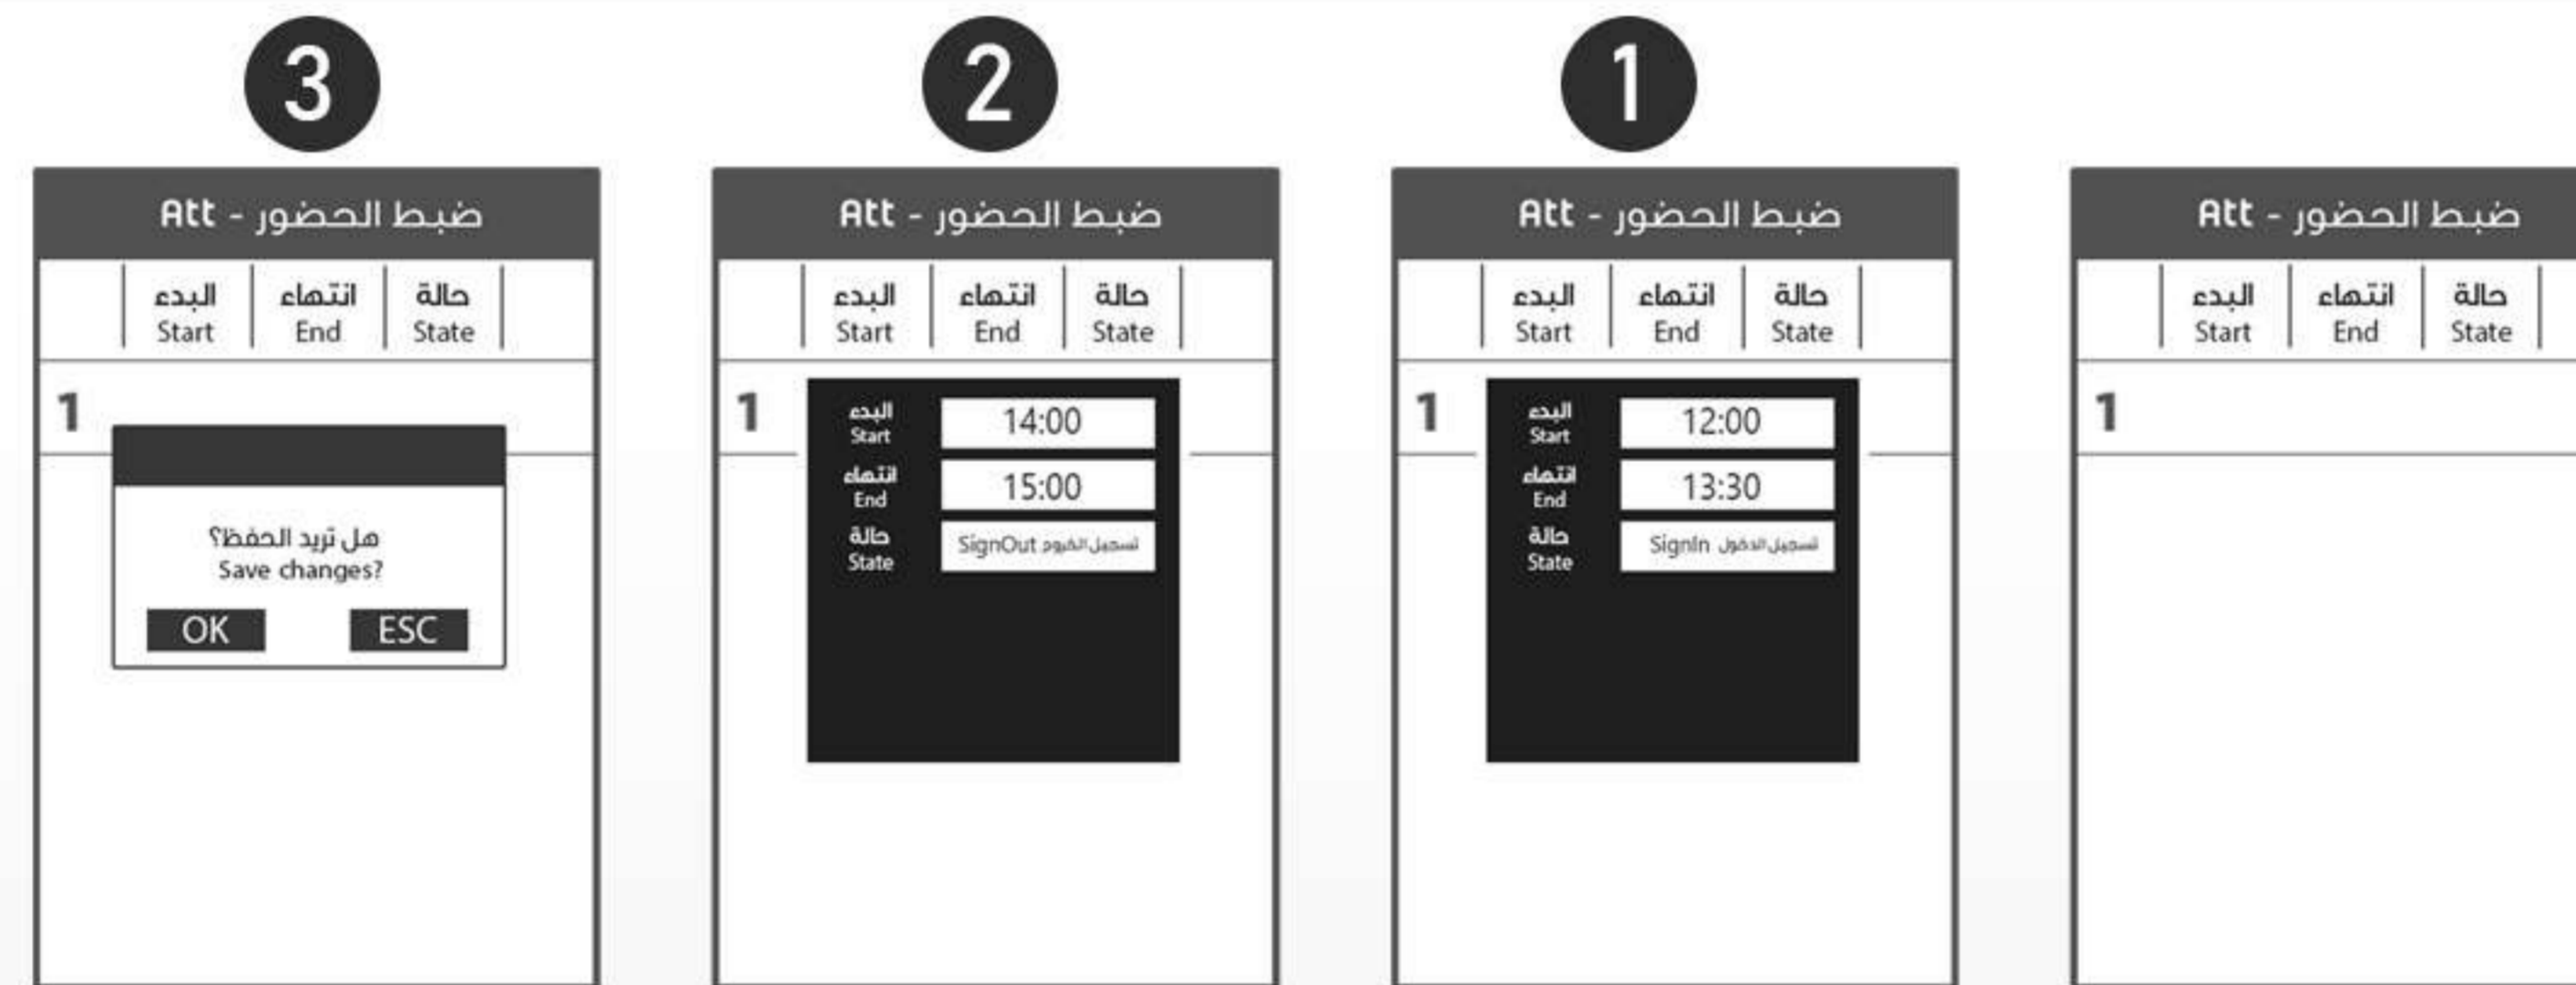 1
ضبط الحضور - Att
البدء
Start
انتهاء
End
حالة
State
1
ضبط الحضور - Att
البدء
Start
انتهاء
End
حالة
State
1
البدء
Start
12:00
انتهاء
End
13:30
حالة
State
تسجيل الدخول SignIn
2
ضبط الحضور - Att
البدء
Start
انتهاء
End
حالة
State
1
البدء
Start
14:00
انتهاء
End
15:00
حالة
State
تسجيل الخروج SignOut
3
ضبط الحضور - Att
البدء
Start
انتهاء
End
حالة
State
1
هل تريد الحفظ؟
Save changes?
OK
ESC